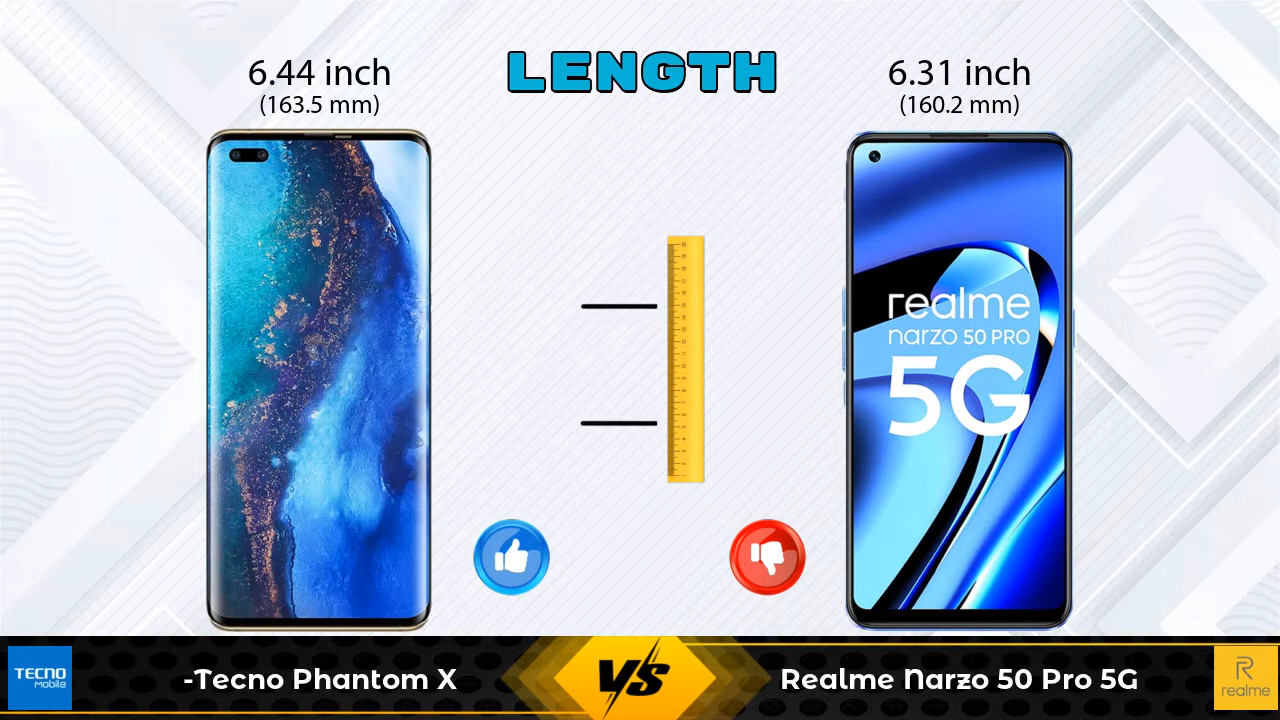 LENGTH
6.44 inch
(163.5 mm)
6.31 inch
(160.2 mm)
realme
narzo 50 PRO
5G
TECNO
Mobile
-Tecno Phantom X
VS
Realme Narzo 50 Pro 5G
R
realme